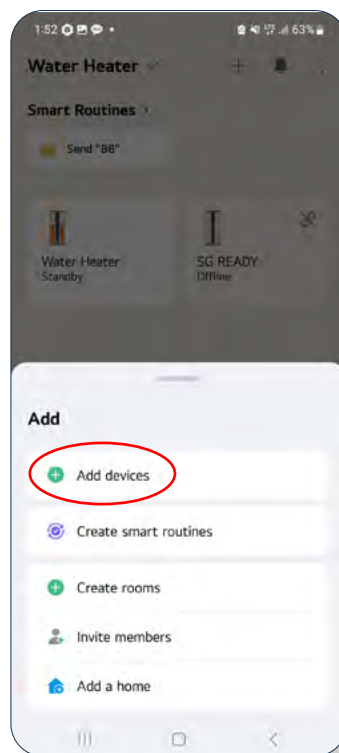 1:52
63%
Water Heater
Smart Routines
Send "BB"
Water Heater
Standby
SG READY
Offline
Add
Add devices
Create smart routines
Create rooms
Invite members
Add a home